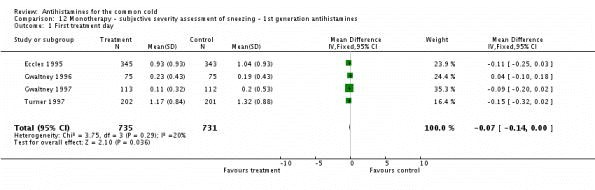 Review: Antihistamines for the common cold
Comparison: 12 Monotherapy - subjective severity assessment of sneezing - 1st generation antihistamines
Outcome: 1 First treatment day
Study or subgroup Treatment Control Mean Difference Weight Mean Difference
N Mean(SD) N Mean(SD) IV,Fixed,95% CI IV,Fixed,95% CI
Eccles 1995 345 0.93 (0.93) 343 1.04 (0.93) 23.9 % -0.11 [ -0.25, 0.03 ]
Gwaltney 1996 75 0.23 (0.43) 75 0.19 (0.43) 24.4 % 0.04 [ -0.10, 0.18 ]
Gwaltney 1997 113 0.11 (0.32) 112 0.2 (0.53) 35.3 % -0.09 [ -0.20, 0.02 ]
Turner 1997 202 1.17 (0.84) 201 1.32 (0.88) 16.4 % -0.15 [ -0.32, 0.02 ]
Total (95% CI) 735 731 100.0 % -0.07 [ -0.14, 0.00 ]
Heterogeneity: Chi² = 3.75, df = 3 (P = 0.29); I² =20%
Test for overall effect: Z = 2.10 (P = 0.036)
-10 -5 0 5 10
Favours treatment Favours control